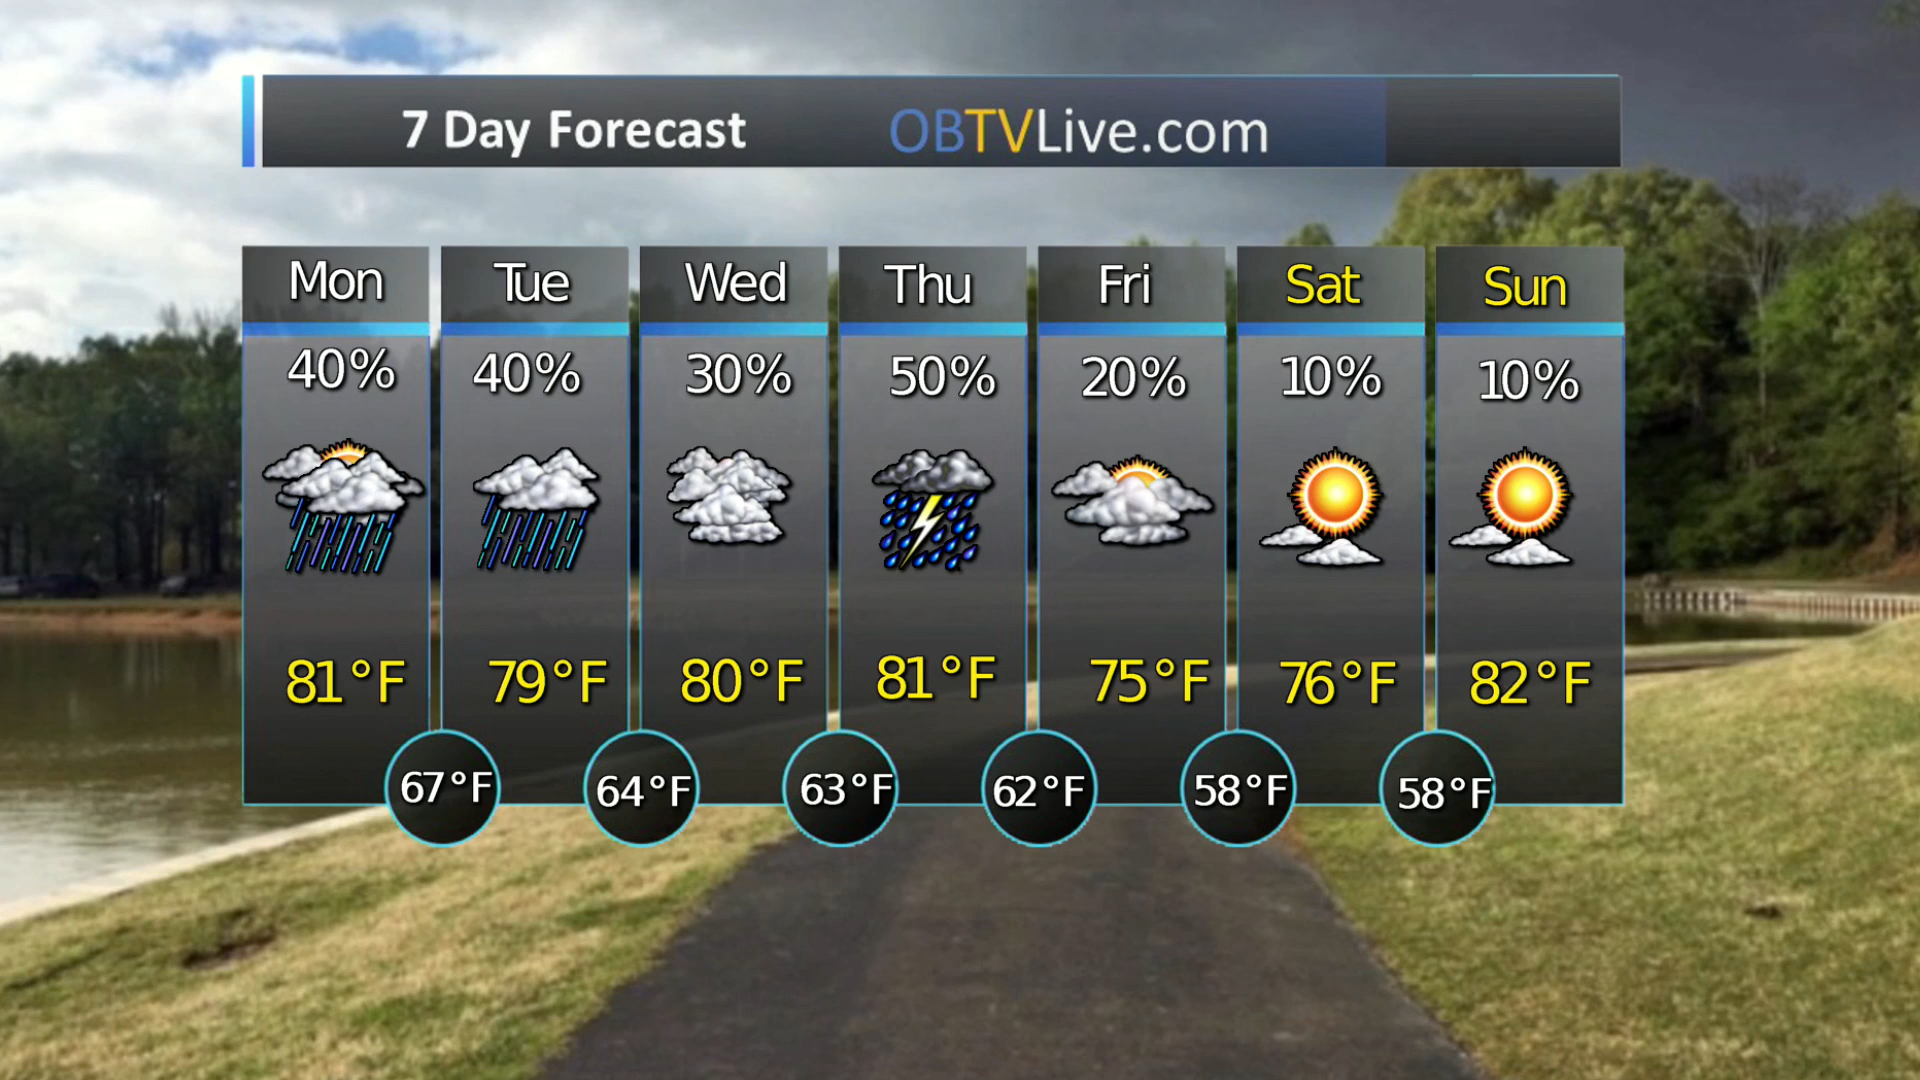 7 Day Forecast OBTVLive.com
Mon Tue Wed Thu Fri Sat Sun
40% 40% 30% 50% 20% 10% 10%
81°F 79°F 80°F 81°F 75°F 76°F 82°F
67°F 64°F 63°F 62°F 58°F 58°F